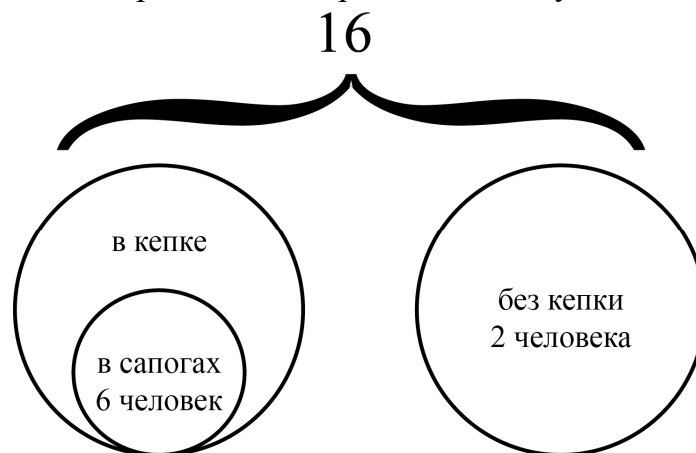 16
в кепке
в сапогах
6 человек
без кепки
2 человека